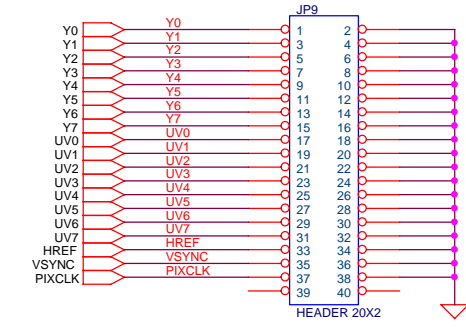 JP9
Y0 Y0 1 2
Y1 Y1 3 4
Y2 Y2 5 6
Y3 Y3 7 8
Y4 Y4 9 10
Y5 Y5 11 12
Y6 Y6 13 14
Y7 Y7 15 16
UV0 UV0 17 18
UV1 UV1 19 20
UV2 UV2 21 22
UV3 UV3 23 24
UV4 UV4 25 26
UV5 UV5 27 28
UV6 UV6 29 30
UV7 UV7 31 32
HREF HREF 33 34
VSYNC VSYNC 35 36
PIXCLK PIXCLK 37 38
39 40
HEADER 20X2